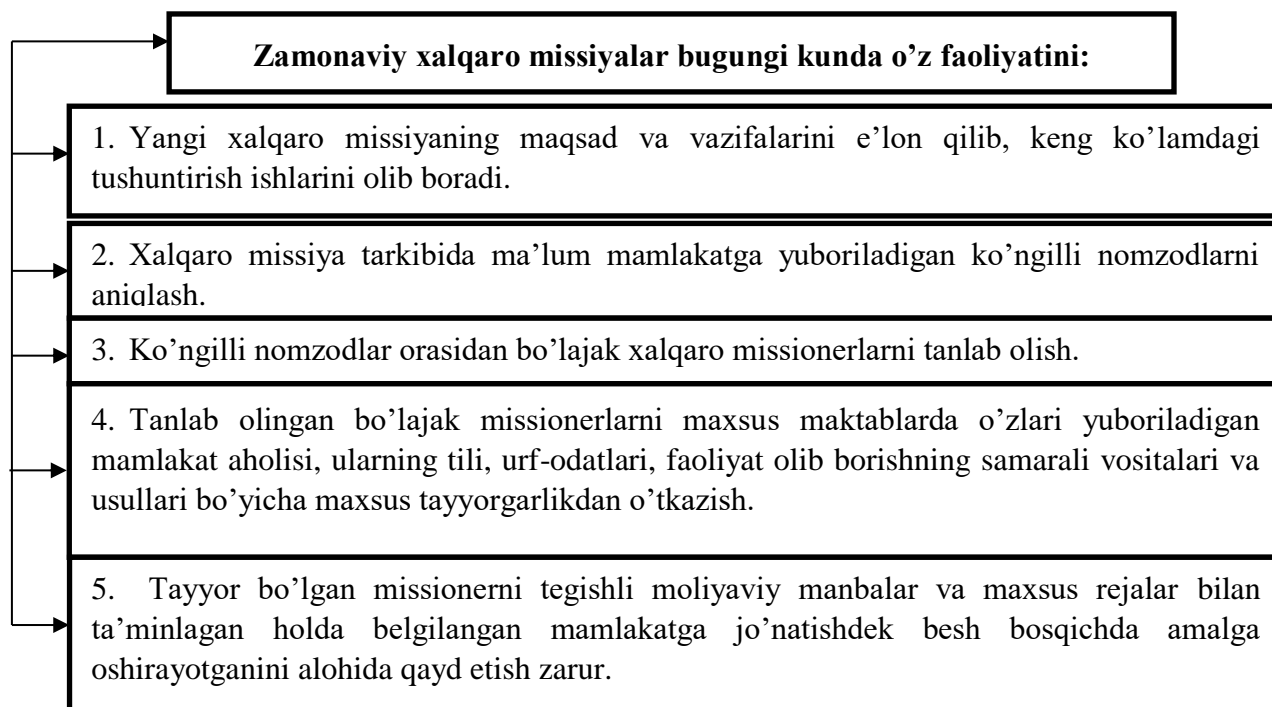 Zamonaviy xalqaro missiyalar bugungi kunda o’z faoliyatini:
1. Yangi xalqaro missiyaning maqsad va vazifalarini e’lon qilib, keng ko’lamdagi
tushuntirish ishlarini olib boradi.
2. Xalqaro missiya tarkibida ma’lum mamlakatga yuboriladigan ko’ngilli nomzodlarni
aniqlash.
3. Ko’ngilli nomzodlar orasidan bo’lajak xalqaro missionerlarni tanlab olish.
4. Tanlab olingan bo’lajak missionerlarni maxsus maktablarda o’zlari yuboriladigan
mamlakat aholisi, ularning tili, urf-odatlari, faoliyat olib borishning samarali vositalari va
usullari bo’yicha maxsus tayyorgarlikdan o’tkazish.
5. Tayyor bo’lgan missionerni tegishli moliyaviy manbalar va maxsus rejalar bilan
ta’minlagan holda belgilangan mamlakatga jo’natishdek besh bosqichda amalga
oshirayotganini alohida qayd etish zarur.